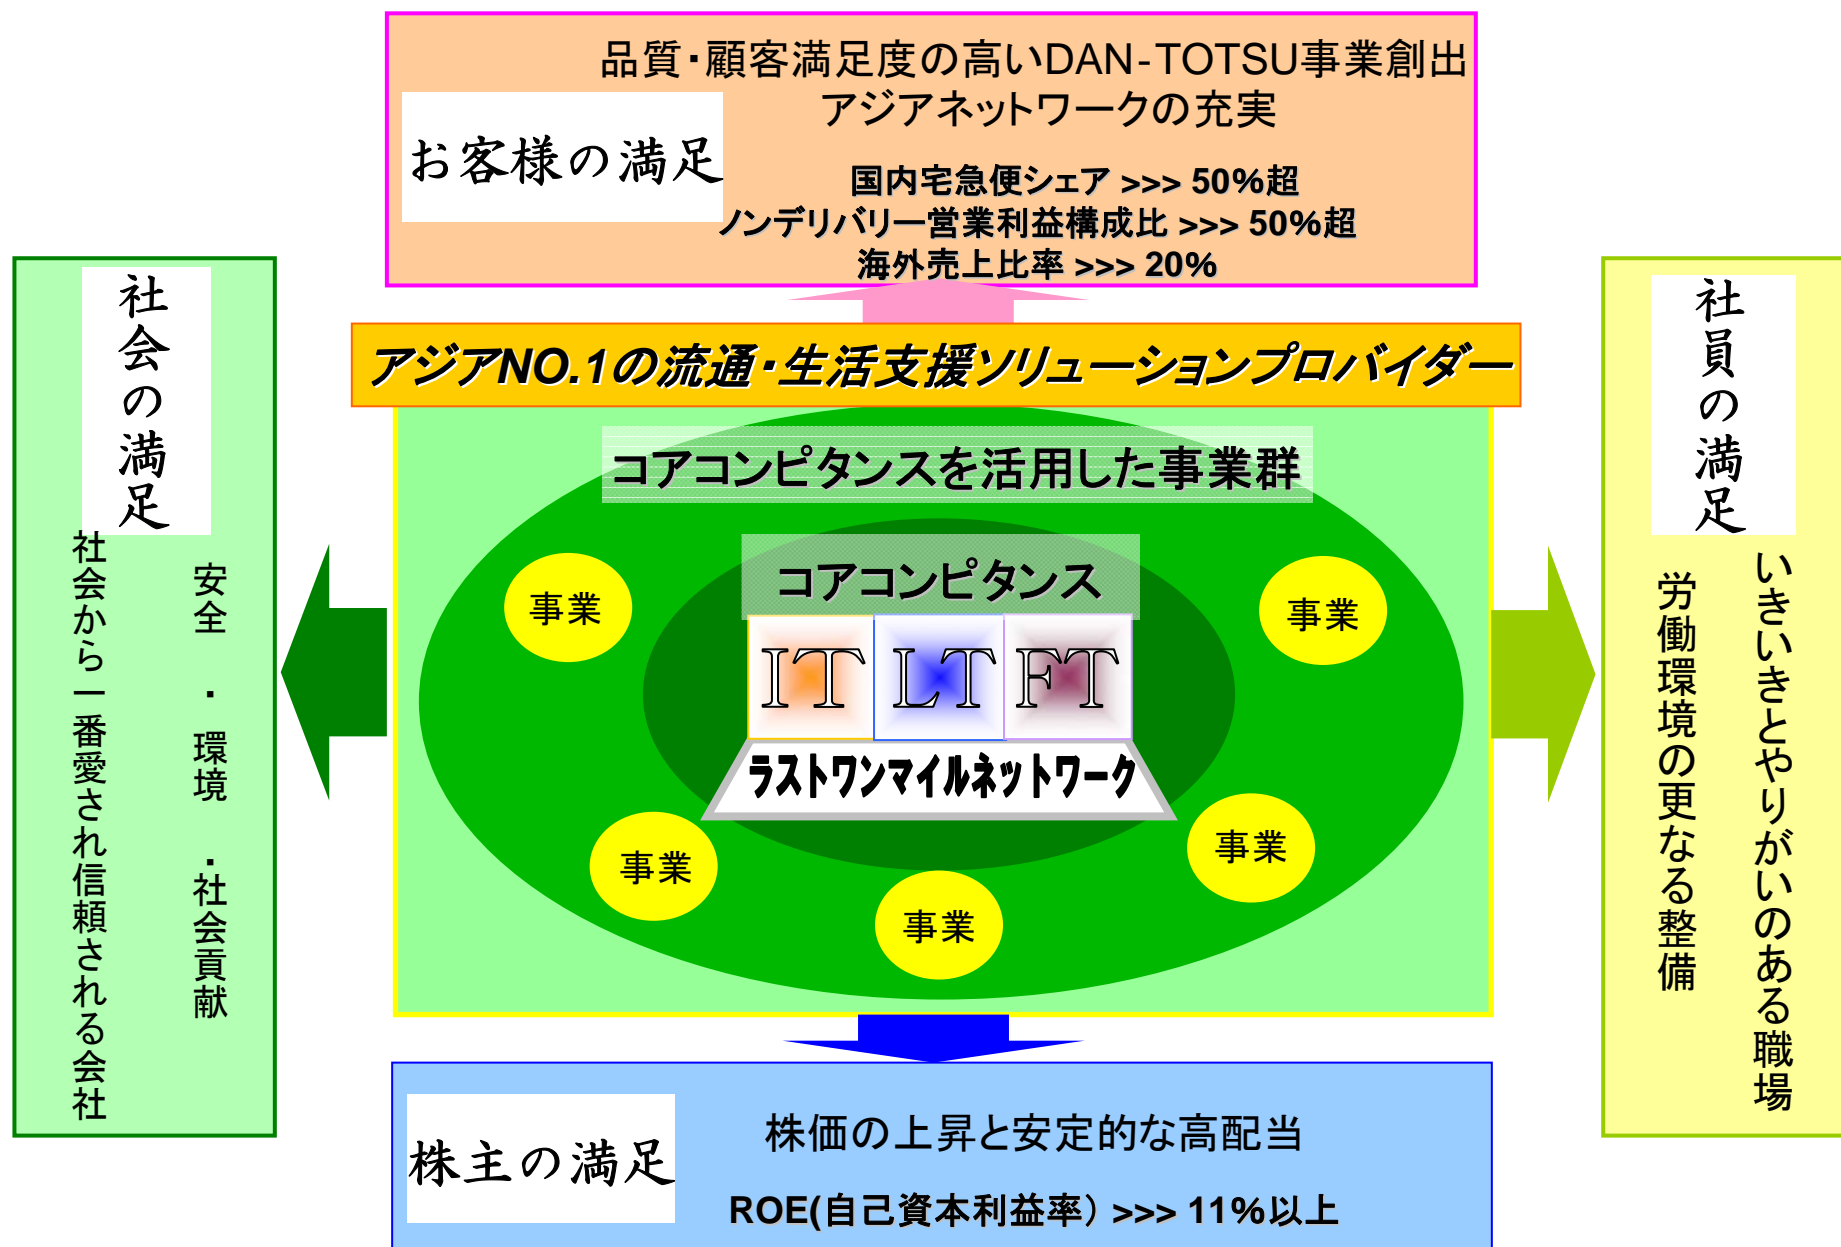 品質・顧客満足度の高いDAN-TOTSU事業創出
アジアネットワークの充実
お客様の満足
国内宅急便シェア >>> 50%超
ノンデリバリー営業利益構成比 >>> 50%超
海外売上比率 >>> 20%
アジアNO.1の流通・生活支援ソリューションプロバイダー
社会の満足
安全 ・ 環境 ・社会貢献
社会から一番愛され信頼される会社
コアコンピタンスを活用した事業群
コアコンピタンス
事業
事業
IT LT FT
ラストワンマイルネットワーク
事業
事業
事業
社員の満足
いきいきとやりがいのある職場
労働環境の更なる整備
株主の満足
株価の上昇と安定的な高配当
ROE(自己資本利益率） >>> 11%以上